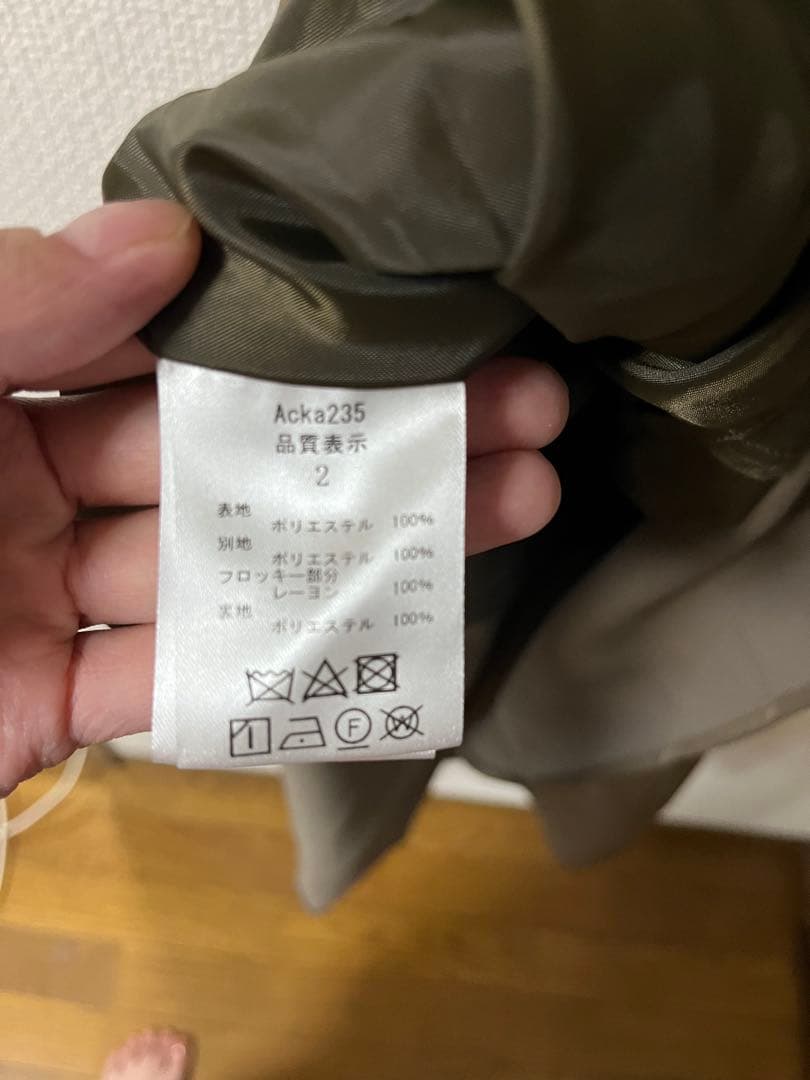 Acka235
品質表示
2
表地
ポリエステル 100%
別地
ポリエステル 100%
フロッキー部分
レーヨン 100%
裏地
ポリエステル 100%
F
W